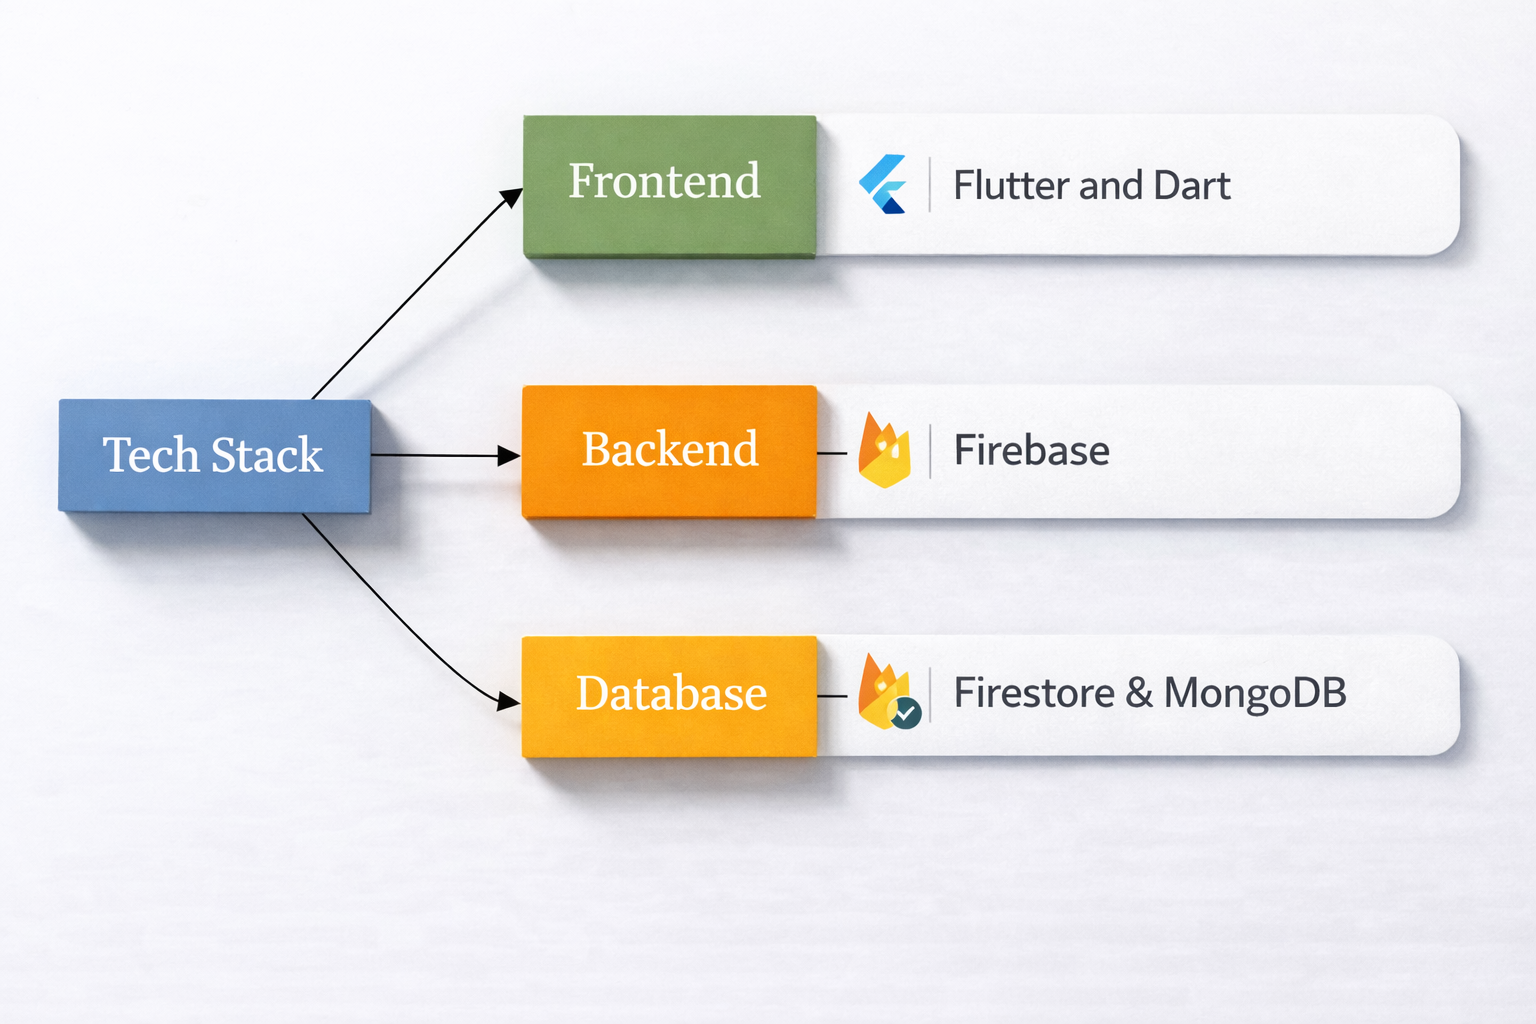 Frontend
Flutter and Dart
Tech Stack
Backend
Firebase
Database
Firestore & MongoDB